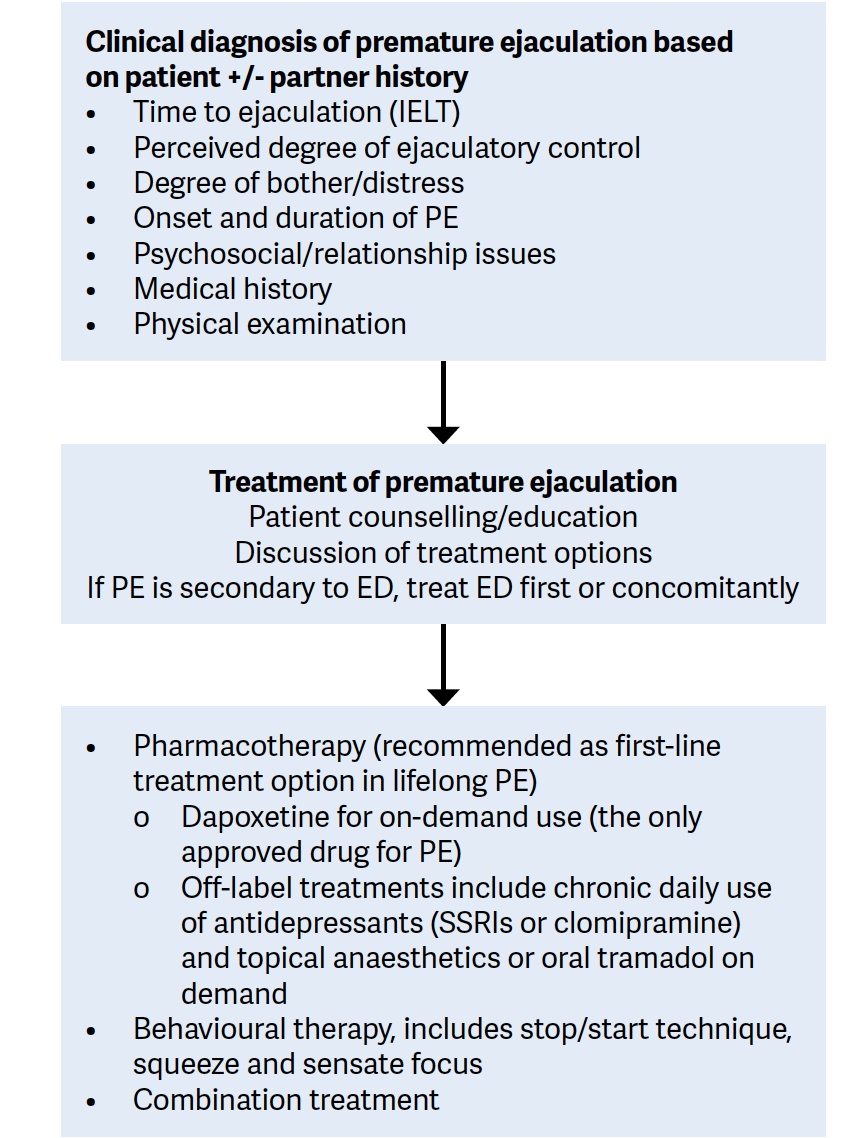 Clinical diagnosis of premature ejaculation based
on patient +/- partner history
• Time to ejaculation (IELT)
• Perceived degree of ejaculatory control
• Degree of bother/distress
• Onset and duration of PE
• Psychosocial/relationship issues
• Medical history
• Physical examination
Treatment of premature ejaculation
Patient counselling/education
Discussion of treatment options
If PE is secondary to ED, treat ED first or concomitantly
• Pharmacotherapy (recommended as first-line
treatment option in lifelong PE)
o Dapoxetine for on-demand use (the only
approved drug for PE)
o Off-label treatments include chronic daily use
of antidepressants (SSRIs or clomipramine)
and topical anaesthetics or oral tramadol on
demand
• Behavioural therapy, includes stop/start technique,
squeeze and sensate focus
• Combination treatment